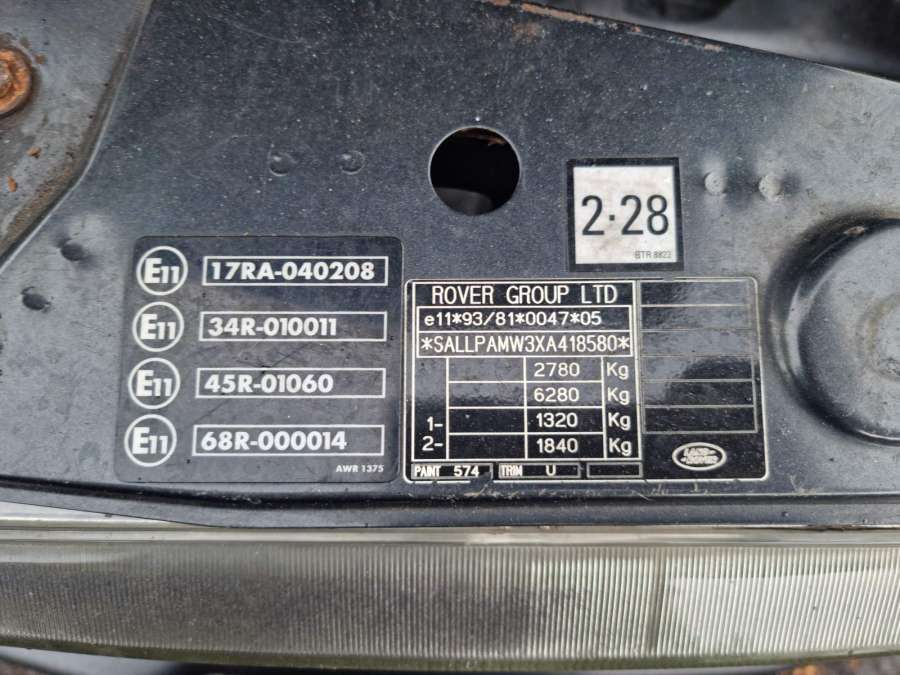 2·28
BTR 8822
E11 17RA-040208
E11 34R-010011
E11 45R-01060
E11 68R-000014
AWR 1375
ROVER GROUP LTD
e11*93/81*0047*05
*SALLPAMW3XA418580*
2780 Kg
6280 Kg
1- 1320 Kg
2- 1840 Kg
PAINT 574 TRIM U
LAND-ROVER